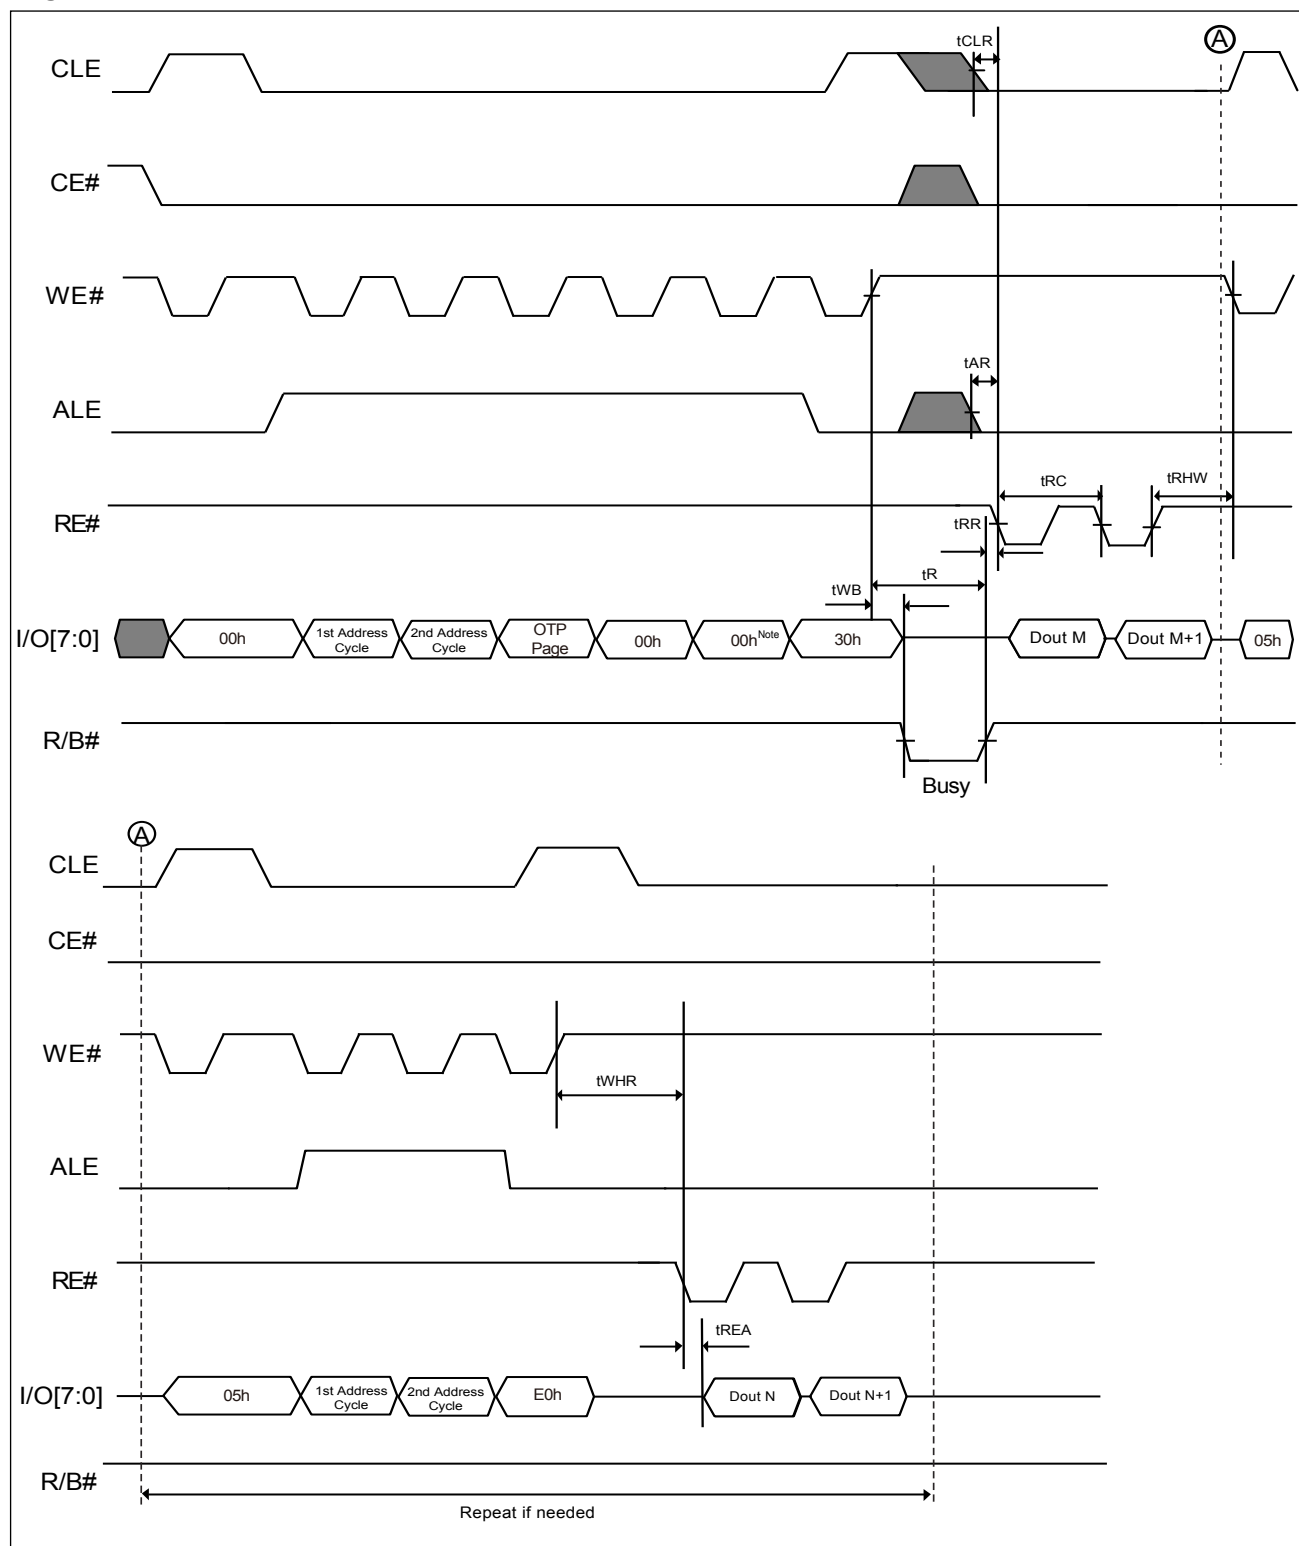 tCLR
A
CLE
CE#
WE#
tAR
ALE
tRC
tRHW
RE#
tRR
tR
tWB
I/O[7:0]
00h
1st Address
Cycle
2nd Address
Cycle
OTP
Page
00h
00hNote
30h
Dout M
Dout M+1
05h
R/B#
Busy
A
CLE
CE#
WE#
tWHR
ALE
RE#
tREA
I/O[7:0]
05h
1st Address
Cycle
2nd Address
Cycle
E0h
Dout N
Dout N+1
R/B#
Repeat if needed